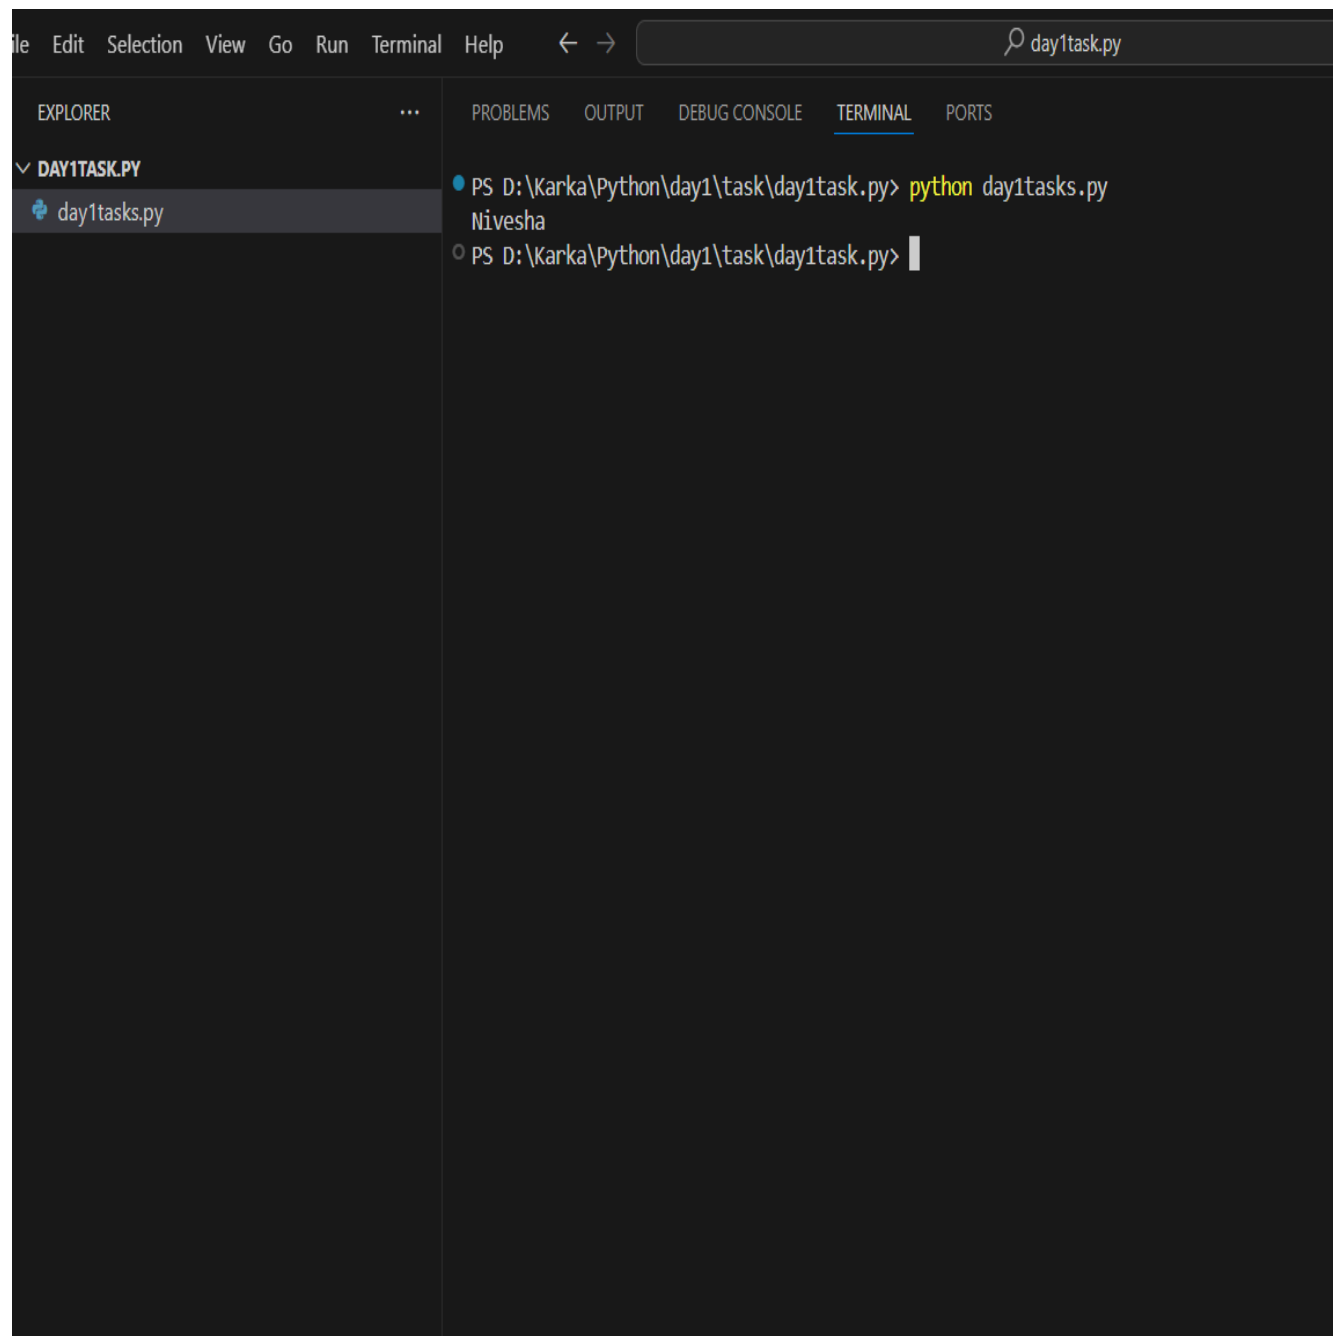 ile Edit Selection View Go Run Terminal Help day1task.py
EXPLORER
DAY1TASK.PY
day1tasks.py
PROBLEMS OUTPUT DEBUG CONSOLE TERMINAL PORTS
PS D:\Karka\Python\day1\task\day1task.py> python day1tasks.py
Nivesha
PS D:\Karka\Python\day1\task\day1task.py>